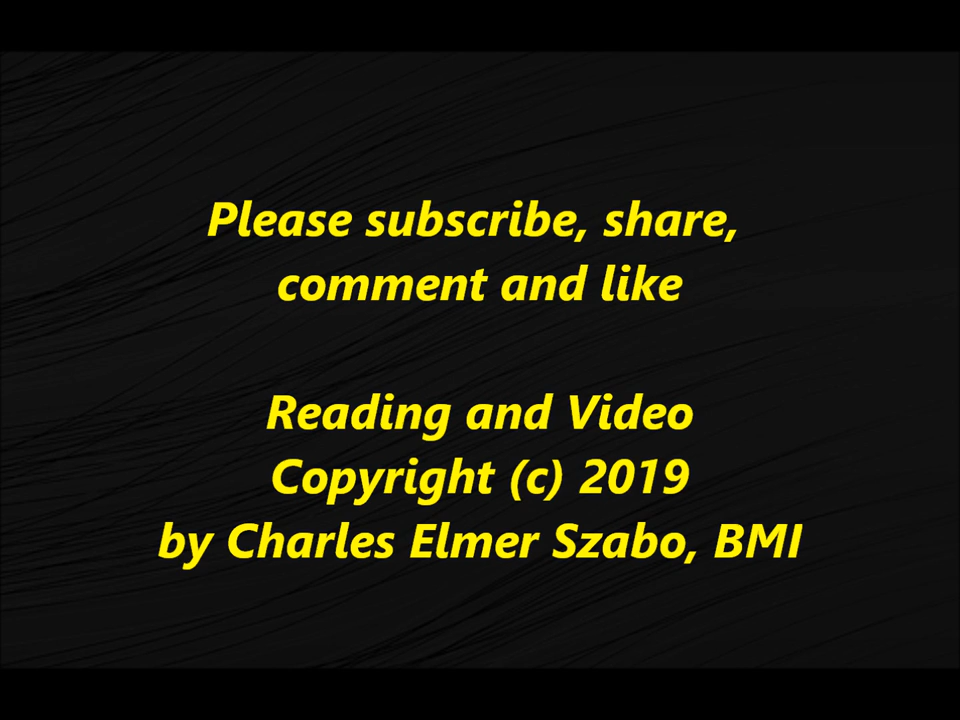 Please subscribe, share,
comment and like
Reading and Video
Copyright (c) 2019
by Charles Elmer Szabo, BMI